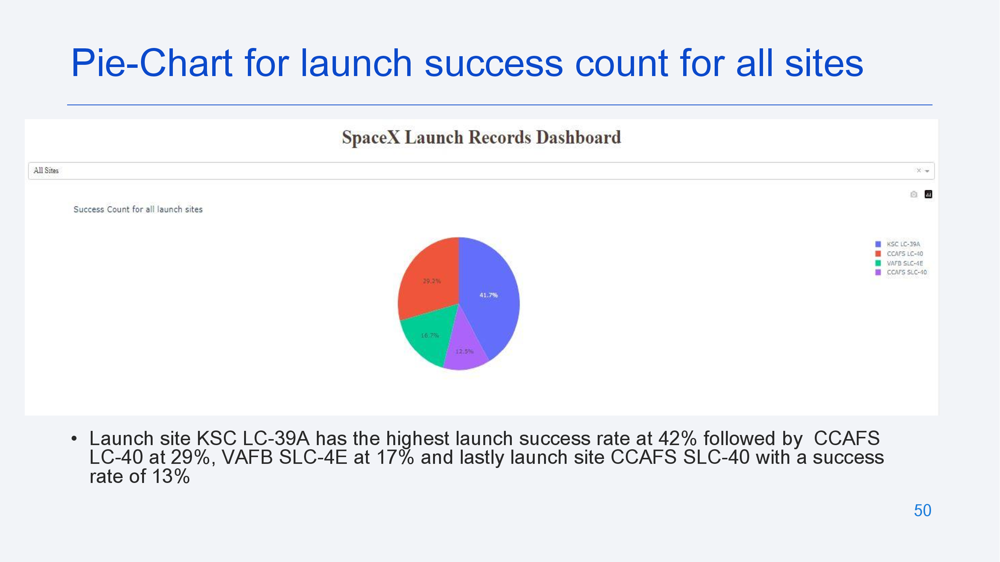 Pie-Chart for launch success count for all sites
SpaceX Launch Records Dashboard
All Sites
Success Count for all launch sites
KSC LC-39A
CCAFS LC-40
VAFB SLC-4E
CCAFS SLC-40
29.2%
41.7%
16.7%
12.5%
• Launch site KSC LC-39A has the highest launch success rate at 42% followed by CCAFS
LC-40 at 29%, VAFB SLC-4E at 17% and lastly launch site CCAFS SLC-40 with a success
rate of 13%
50